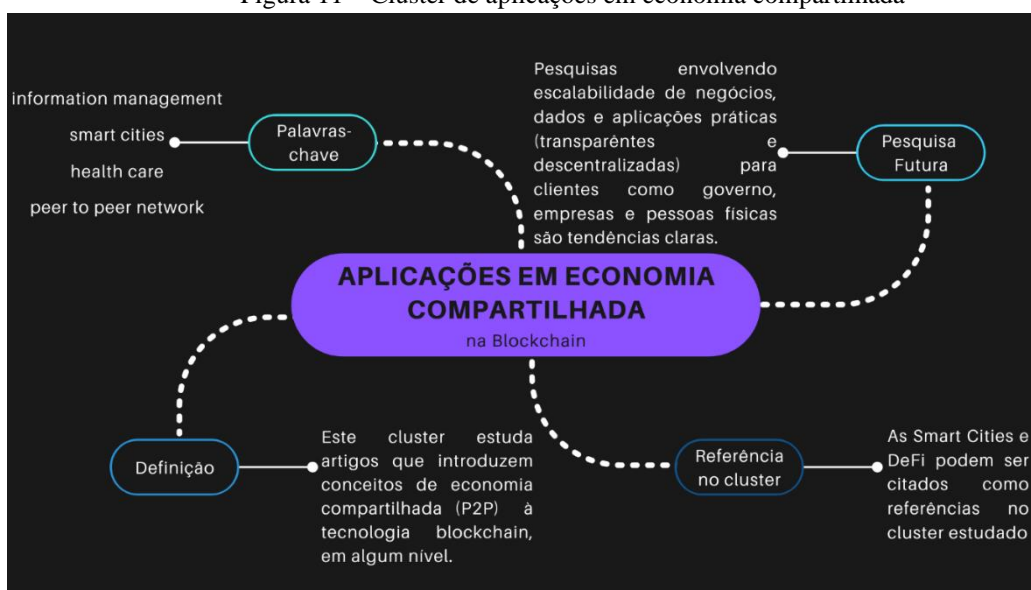 Figura 11 – Cluster de aplicações em economia compartilhada
information management
smart cities
health care
peer to peer network
Palavras-
chave
Pesquisas envolvendo
escalabilidade de negócios,
dados e aplicações práticas
(transparêntes e
descentralizadas) para
clientes como governo,
empresas e pessoas físicas
são tendências claras.
Pesquisa
Futura
APLICAÇÕES EM ECONOMIA
COMPARTILHADA
na Blockchain
Definição
Este cluster estuda
artigos que introduzem
conceitos de economia
compartilhada (P2P) à
tecnologia blockchain,
em algum nível.
Referência
no cluster
As Smart Cities e
DeFi podem ser
citados como
referências no
cluster estudado